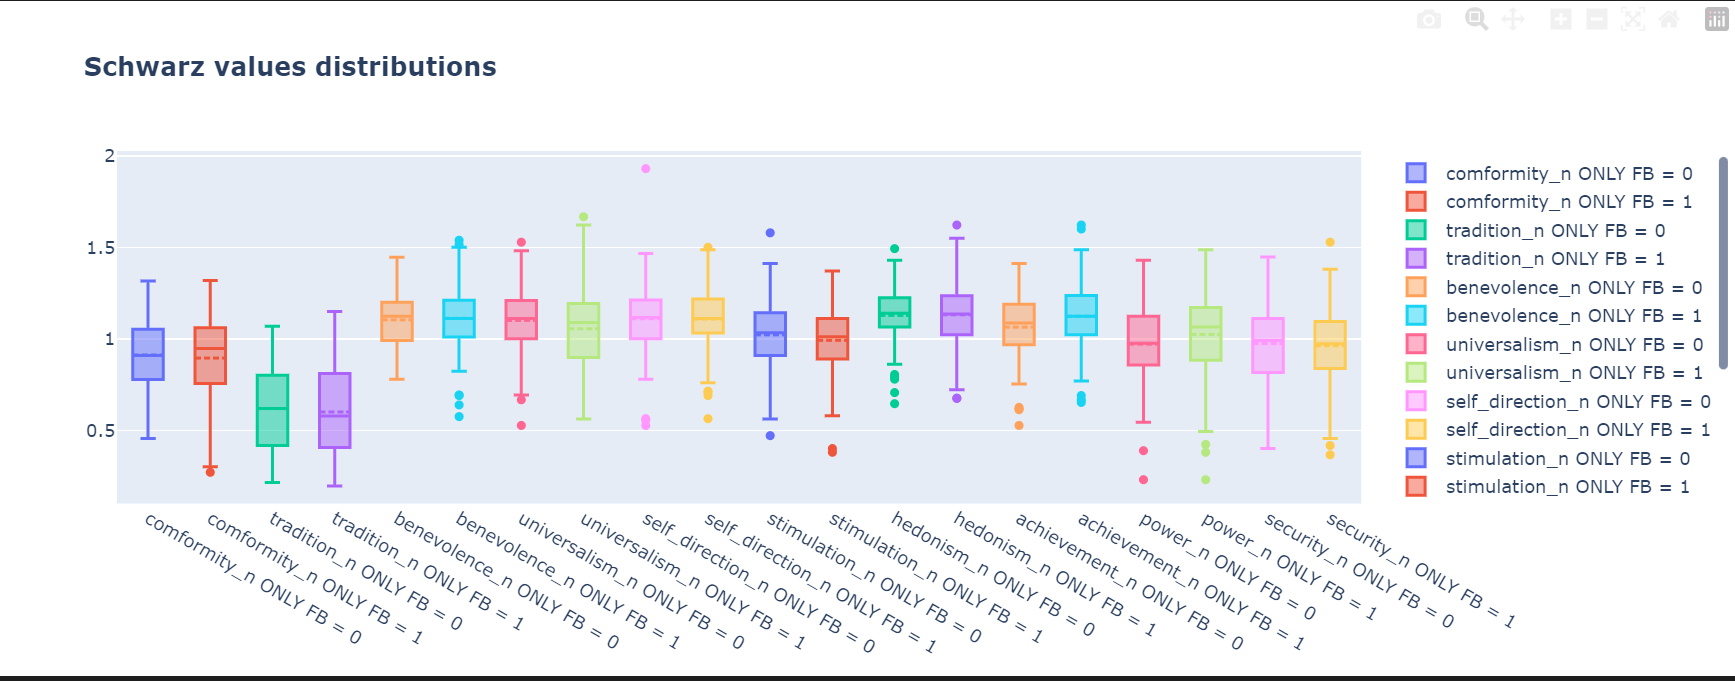 Schwarz values distributions
2
1.5
1
0.5
comformity_n ONLY FB = 0
comformity_n ONLY FB = 1
tradition_n ONLY FB = 0
tradition_n ONLY FB = 1
benevolence_n ONLY FB = 0
benevolence_n ONLY FB = 1
universalism_n ONLY FB = 0
universalism_n ONLY FB = 1
self_direction_n ONLY FB = 0
self_direction_n ONLY FB = 1
stimulation_n ONLY FB = 0
stimulation_n ONLY FB = 1
hedonism_n ONLY FB = 0
hedonism_n ONLY FB = 1
achievement_n ONLY FB = 0
achievement_n ONLY FB = 1
power_n ONLY FB = 0
power_n ONLY FB = 1
security_n ONLY FB = 0
security_n ONLY FB = 1
comformity_n ONLY FB = 0
comformity_n ONLY FB = 1
tradition_n ONLY FB = 0
tradition_n ONLY FB = 1
benevolence_n ONLY FB = 0
benevolence_n ONLY FB = 1
universalism_n ONLY FB = 0
universalism_n ONLY FB = 1
self_direction_n ONLY FB = 0
self_direction_n ONLY FB = 1
stimulation_n ONLY FB = 0
stimulation_n ONLY FB = 1